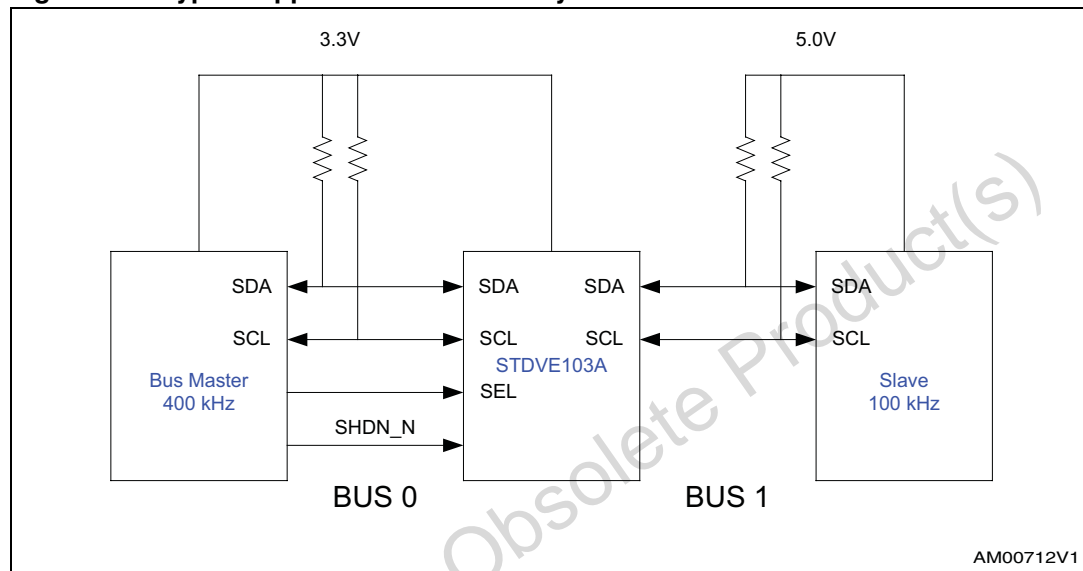 3.3V 5.0V
SDA SDA SDA SDA
SCL SCL SCL SCL
STDVE103A
Bus Master
400 kHz
SEL
Slave
100 kHz
SHDN_N
BUS 0 BUS 1
Obsolete Product(s)
AM00712V1